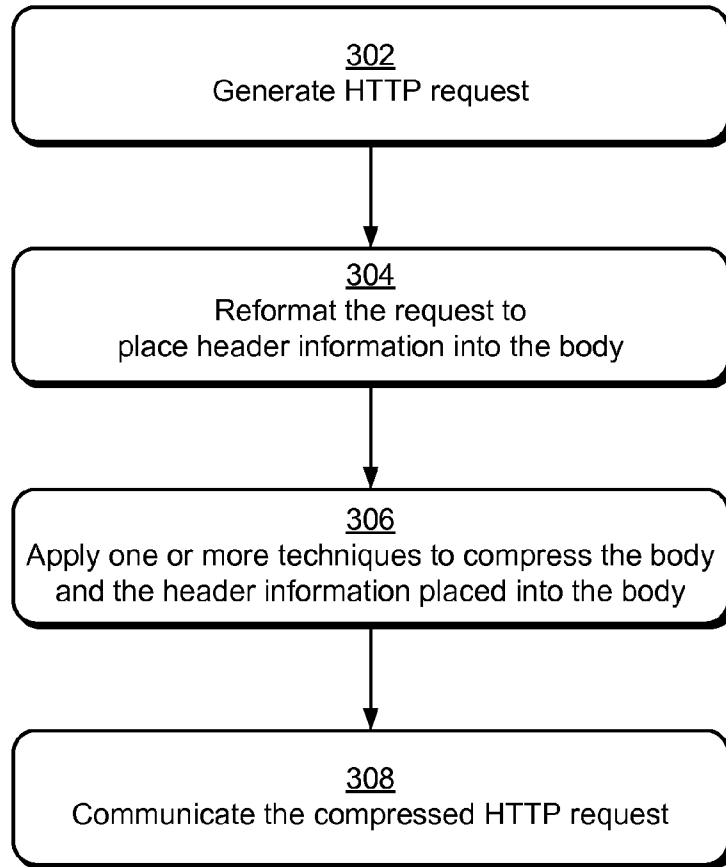 302
Generate HTTP request
304
Reformat the request to
place header information into the body
306
Apply one or more techniques to compress the body
and the header information placed into the body
308
Communicate the compressed HTTP request